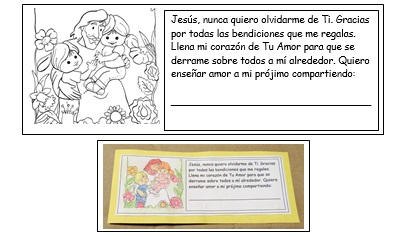 Jesús, nunca quiero olvidarme de Ti. Gracias
por todas las bendiciones que me regalas.
Llena mi corazón de Tu Amor para que se
derrame sobre todos a mí alrededor. Quiero
enseñar amor a mi prójimo compartiendo:
Jesús, nunca quiero olvidarme de Ti. Gracias
por todas las bendiciones que me regalas.
Llena mi corazón de Tu Amor para que se
derrame sobre todos a mí alrededor. Quiero
enseñar amor a mi prójimo compartiendo: